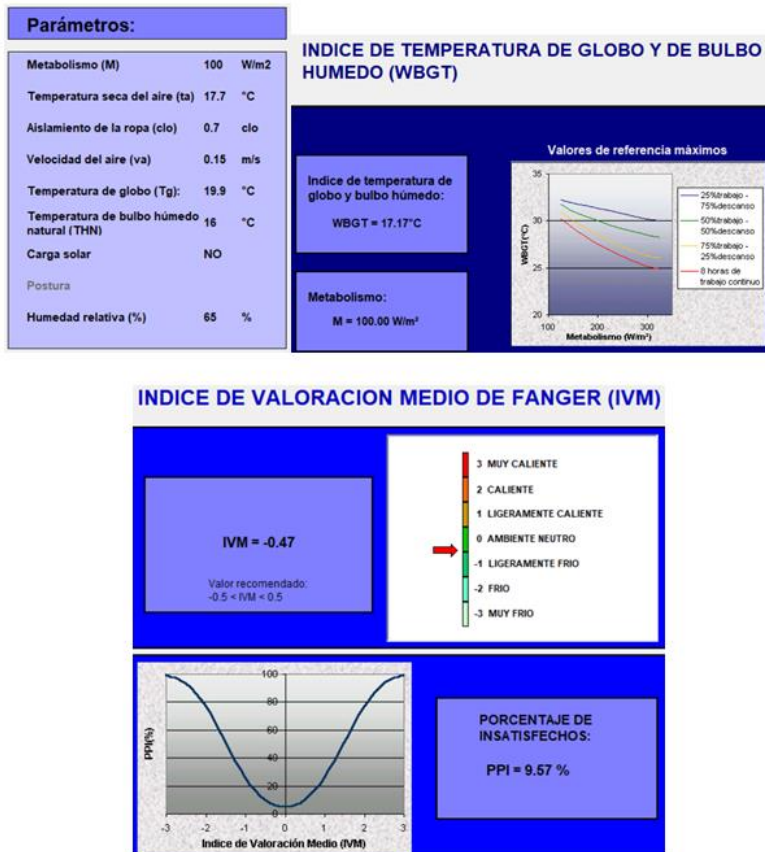 Parámetros:
Metabolismo (M) 100 W/m2
Temperatura seca del aire (ta) 17.7 °C
Aislamiento de la ropa (clo) 0.7 clo
Velocidad del aire (va) 0.15 m/s
Temperatura de globo (Tg): 19.9 °C
Temperatura de bulbo húmedo
natural (THN) 16 °C
Carga solar NO
Postura
Humedad relativa (%) 65 %
INDICE DE TEMPERATURA DE GLOBO Y DE BULBO
HUMEDO (WBGT)
Indice de temperatura de
globo y bulbo húmedo:
WBGT = 17.17°C
Metabolismo:
M = 100.00 W/m²
Valores de referencia máximos
35
30
25
20
WBGT(°C)
100 200 300
Metabolismo (W/m²)
25%trabajo -
75%descanso
50%trabajo -
50%descanso
75%trabajo -
25%descanso
8 horas de
trabajo continuo
INDICE DE VALORACION MEDIO DE FANGER (IVM)
IVM = -0.47
Valor recomendado:
-0.5 < IVM < 0.5
3 MUY CALIENTE
2 CALIENTE
1 LIGERAMENTE CALIENTE
0 AMBIENTE NEUTRO
-1 LIGERAMENTE FRIO
-2 FRIO
-3 MUY FRIO
100
80
60
40
20
0
PPI(%)
-3 -2 -1 0 1 2 3
Indice de Valoración Medio (IVM)
PORCENTAJE DE
INSATISFECHOS:
PPI = 9.57 %